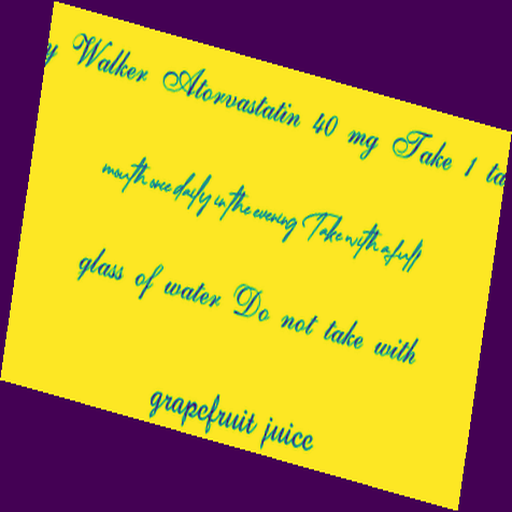 Walker Atorvastatin 40 mg Take 1
mouth once daily in the evening Take with a full
glass of water Do not take with
grapefruit juice